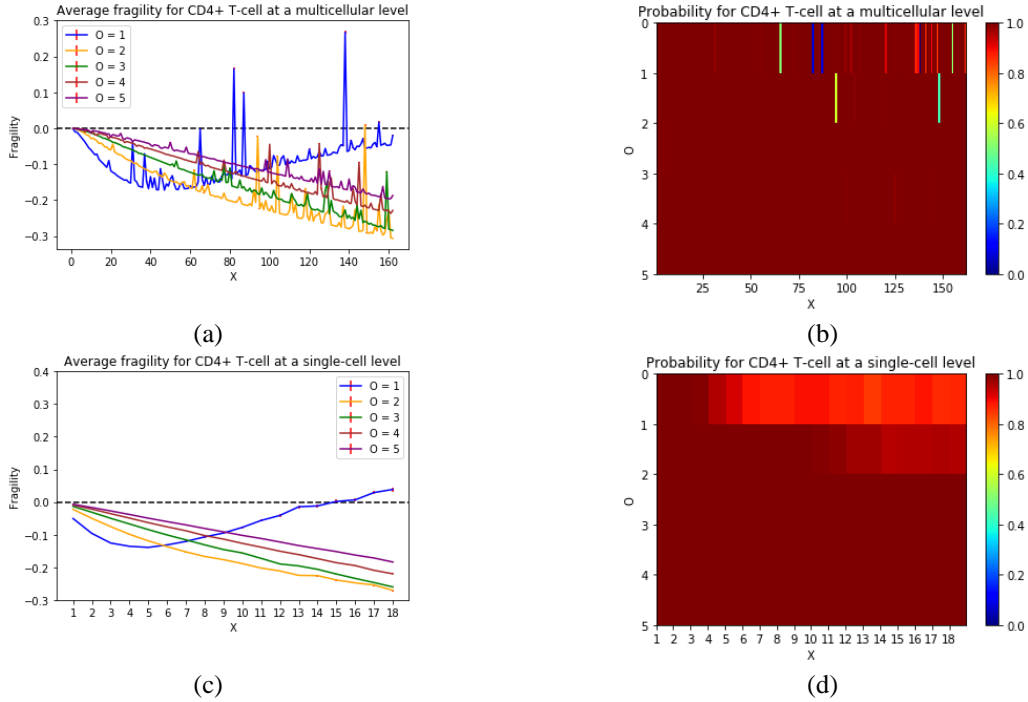 Average fragility for CD4+ T-cell at a multicellular level
0.3
0.2
0.1
0.0
−0.1
−0.2
−0.3
Fragility
O = 1
O = 2
O = 3
O = 4
O = 5
0 20 40 60 80 100 120 140 160
X
(a)
Probability for CD4+ T-cell at a multicellular level
0
1
2
3
4
5
O
25 50 75 100 125 150
X
1.0
0.8
0.6
0.4
0.2
0.0
(b)
Average fragility for CD4+ T-cell at a single-cell level
0.4
0.3
0.2
0.1
0.0
−0.1
−0.2
−0.3
Fragility
O = 1
O = 2
O = 3
O = 4
O = 5
1 2 3 4 5 6 7 8 9 10 11 12 13 14 15 16 17 18
X
(c)
Probability for CD4+ T-cell at a single-cell level
0
1
2
3
4
5
O
1 2 3 4 5 6 7 8 9 10 11 12 13 14 15 16 17 18
X
1.0
0.8
0.6
0.4
0.2
0.0
(d)